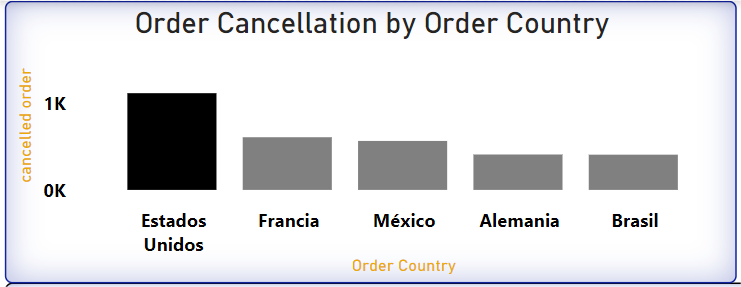 Order Cancellation by Order Country
cancelled order
1K
0K
Estados
Unidos
Francia
México
Alemania
Brasil
Order Country